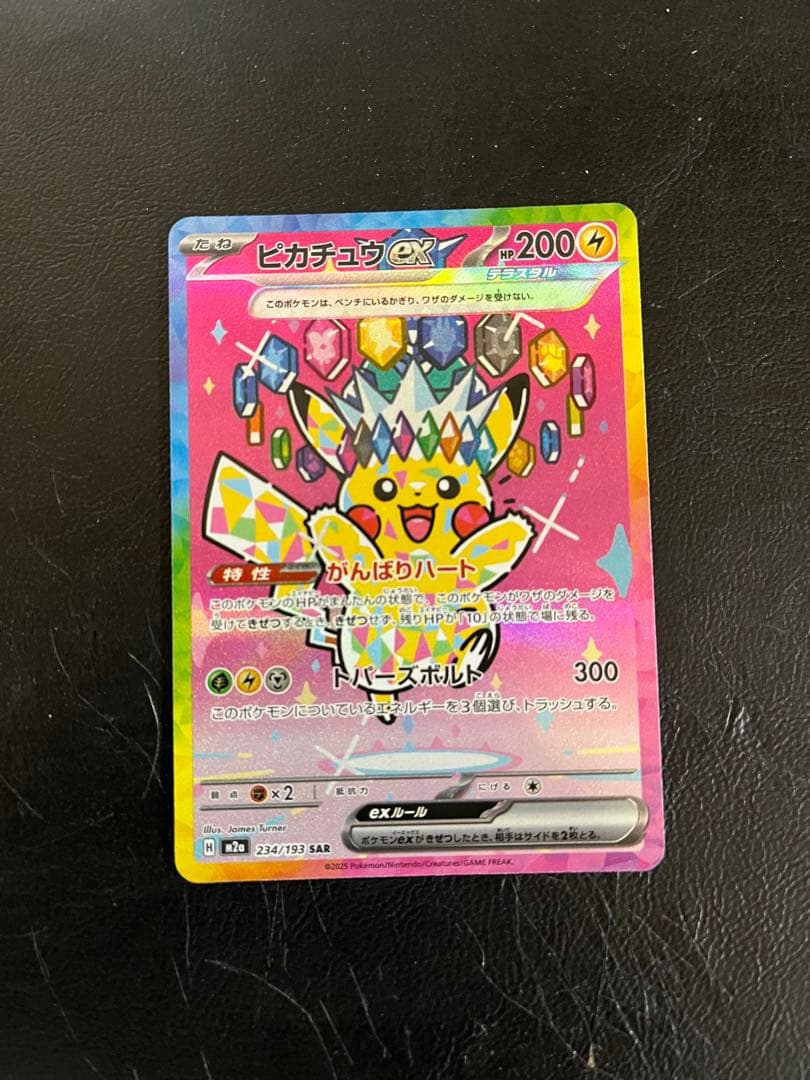 たね ピカチュウex HP200
テラスタル
このポケモンは、ベンチにいるかぎり、ワザのダメージを受けない。
特性 がんばりハート
このポケモンのHPがまんたんの状態で、このポケモンがワザのダメージを
受けてきぜつするとき、きぜつせず、残りHPが「10」の状態で場に残る。
トパーズボルト 300
このポケモンについているエネルギーを3個選び、トラッシュする。
弱点 ×2 抵抗力 にげる
exルール
ポケモンexがきぜつしたとき、相手はサイドを2枚とる。
Illus. James Turner
H m2a 234/193 SAR
©2025 Pokémon/Nintendo/Creatures/GAME FREAK.